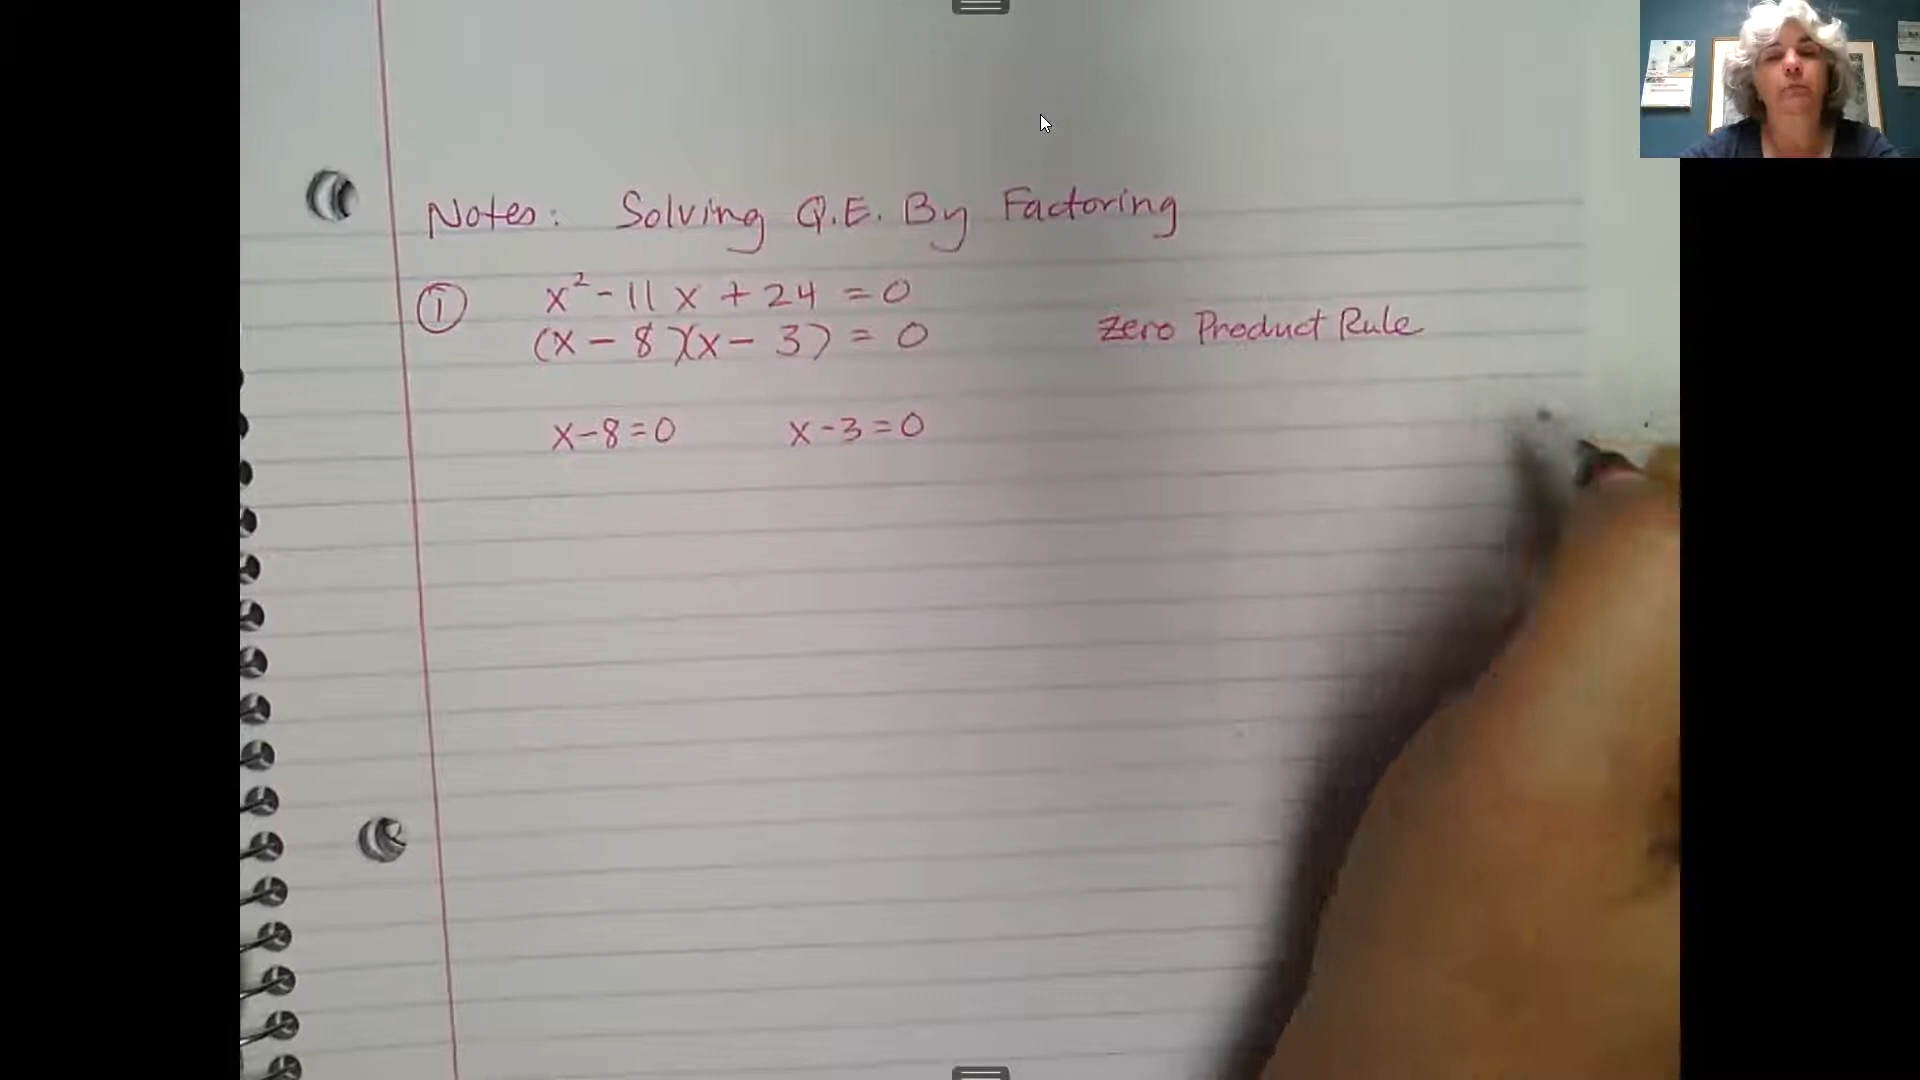 Notes: Solving Q.E. By Factoring
① x² - 11x + 24 = 0
(x - 8)(x - 3) = 0 Zero Product Rule
x - 8 = 0 x - 3 = 0